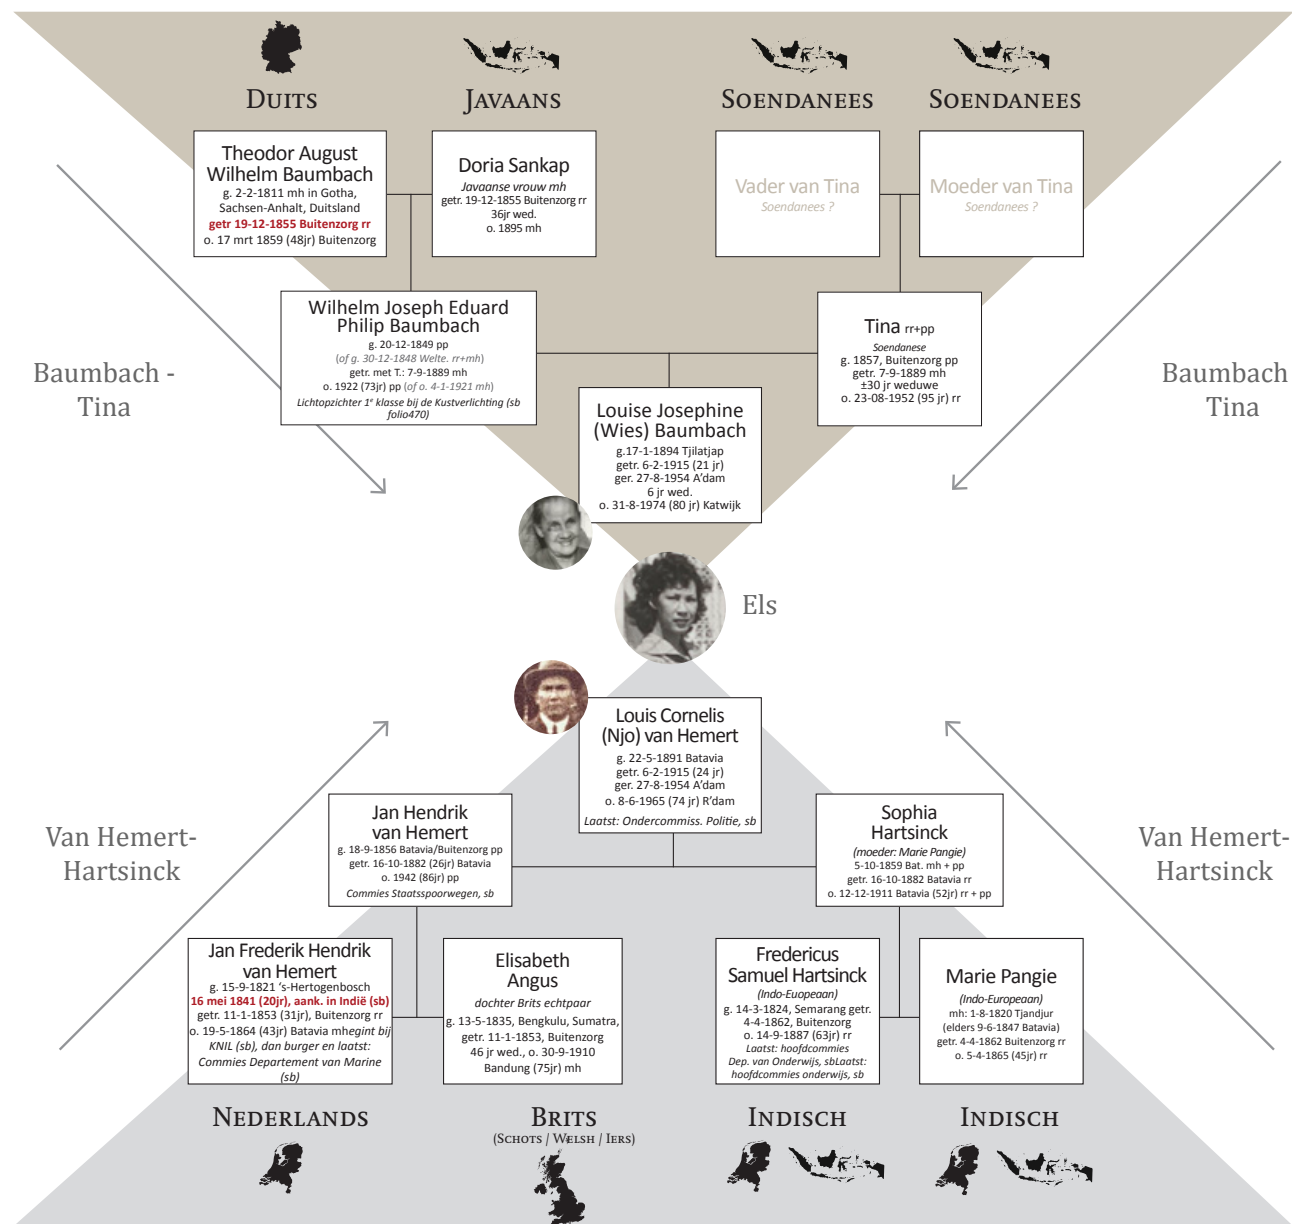 DUITS
JAVAANS
SOENDANEES
SOENDANEES
Theodor August
Wilhelm Baumbach
g. 2-2-1811 mh in Gotha,
Sachsen-Anhalt, Duitsland
getr 19-12-1855 Buitenzorg rr
o. 17 mrt 1859 (48jr) Buitenzorg
Doria Sankap
Javaanse vrouw mh
getr. 19-12-1855 Buitenzorg rr
36jr wed.
o. 1895 mh
Vader van Tina
Soendanees ?
Moeder van Tina
Soendanees ?
Wilhelm Joseph Eduard
Philip Baumbach
g. 20-12-1849 pp
(of g. 30-12-1848 Welte. rr+mh)
getr. met T.: 7-9-1889 mh
o. 1922 (73jr) pp (of o. 4-1-1921 mh)
Lichtopzichter 1e klasse bij de Kustverlichting (sb
folio470)
Tina rr+pp
Soendanese
g. 1857, Buitenzorg pp
getr. 7-9-1889 mh
±30 jr weduwe
o. 23-08-1952 (95 jr) rr
Baumbach -
Tina
Baumbach
Tina
Louise Josephine
(Wies) Baumbach
g.17-1-1894 Tjilatjap
getr. 6-2-1915 (21 jr)
ger. 27-8-1954 A'dam
6 jr wed.
o. 31-8-1974 (80 jr) Katwijk
Els
Louis Cornelis
(Njo) van Hemert
g. 22-5-1891 Batavia
getr. 6-2-1915 (24 jr)
ger. 27-8-1954 A'dam
o. 8-6-1965 (74 jr) R'dam
Laatst: Ondercommiss. Politie, sb
Jan Hendrik
van Hemert
g. 18-9-1856 Batavia/Buitenzorg pp
getr. 16-10-1882 (26jr) Batavia
o. 1942 (86jr) pp
Commies Staatsspoorwegen, sb
Sophia
Hartsinck
(moeder: Marie Pangie)
5-10-1859 Bat. mh + pp
getr. 16-10-1882 Batavia rr
o. 12-12-1911 Batavia (52jr) rr + pp
Van Hemert-
Hartsinck
Van Hemert-
Hartsinck
Jan Frederik Hendrik
van Hemert
g. 15-9-1821 's-Hertogenbosch
16 mei 1841 (20jr), aank. in Indië (sb)
getr. 11-1-1853 (31jr), Buitenzorg rr
o. 19-5-1864 (43jr) Batavia mhegint bij
KNIL (sb), dan burger en laatst:
Commies Departement van Marine
(sb)
Elisabeth
Angus
dochter Brits echtpaar
g. 13-5-1835, Bengkulu, Sumatra,
getr. 11-1-1853, Buitenzorg
46 jr wed., o. 30-9-1910
Bandung (75jr) mh
Fredericus
Samuel Hartsinck
(Indo-Euopeaan)
g. 14-3-1824, Semarang getr.
4-4-1862, Buitenzorg
o. 14-9-1887 (63jr) rr
Laatst: hoofdcommies
Dep. van Onderwijs, sbLaatst:
hoofdcommies onderwijs, sb
Marie Pangie
(Indo-Europeaan)
mh: 1-8-1820 Tjandjur
(elders 9-6-1847 Batavia)
getr. 4-4-1862 Buitenzorg rr
o. 5-4-1865 (45jr) rr
NEDERLANDS
BRITS
(SCHOTS / WELSH / IERS)
INDISCH
INDISCH